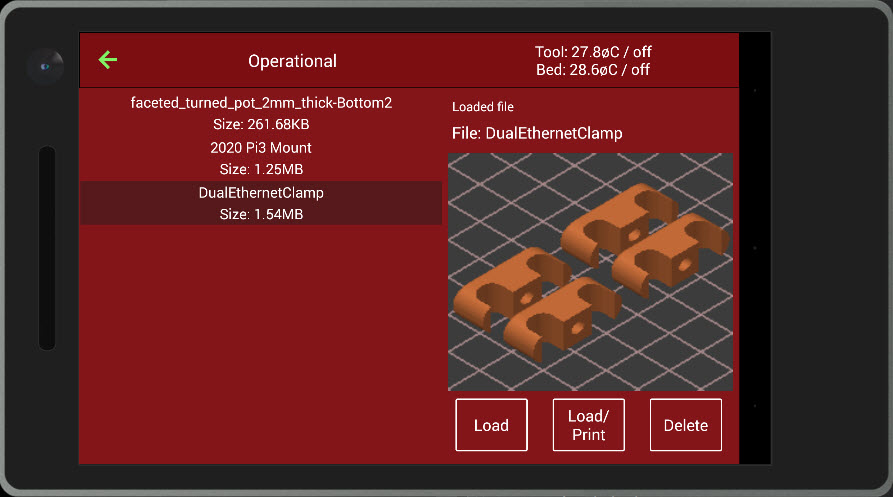 Operational
Tool: 27.8øC / off
Bed: 28.6øC / off
faceted_turned_pot_2mm_thick-Bottom2
Size: 261.68KB
2020 Pi3 Mount
Size: 1.25MB
DualEthernetClamp
Size: 1.54MB
Loaded file
File: DualEthernetClamp
Load
Load/
Print
Delete